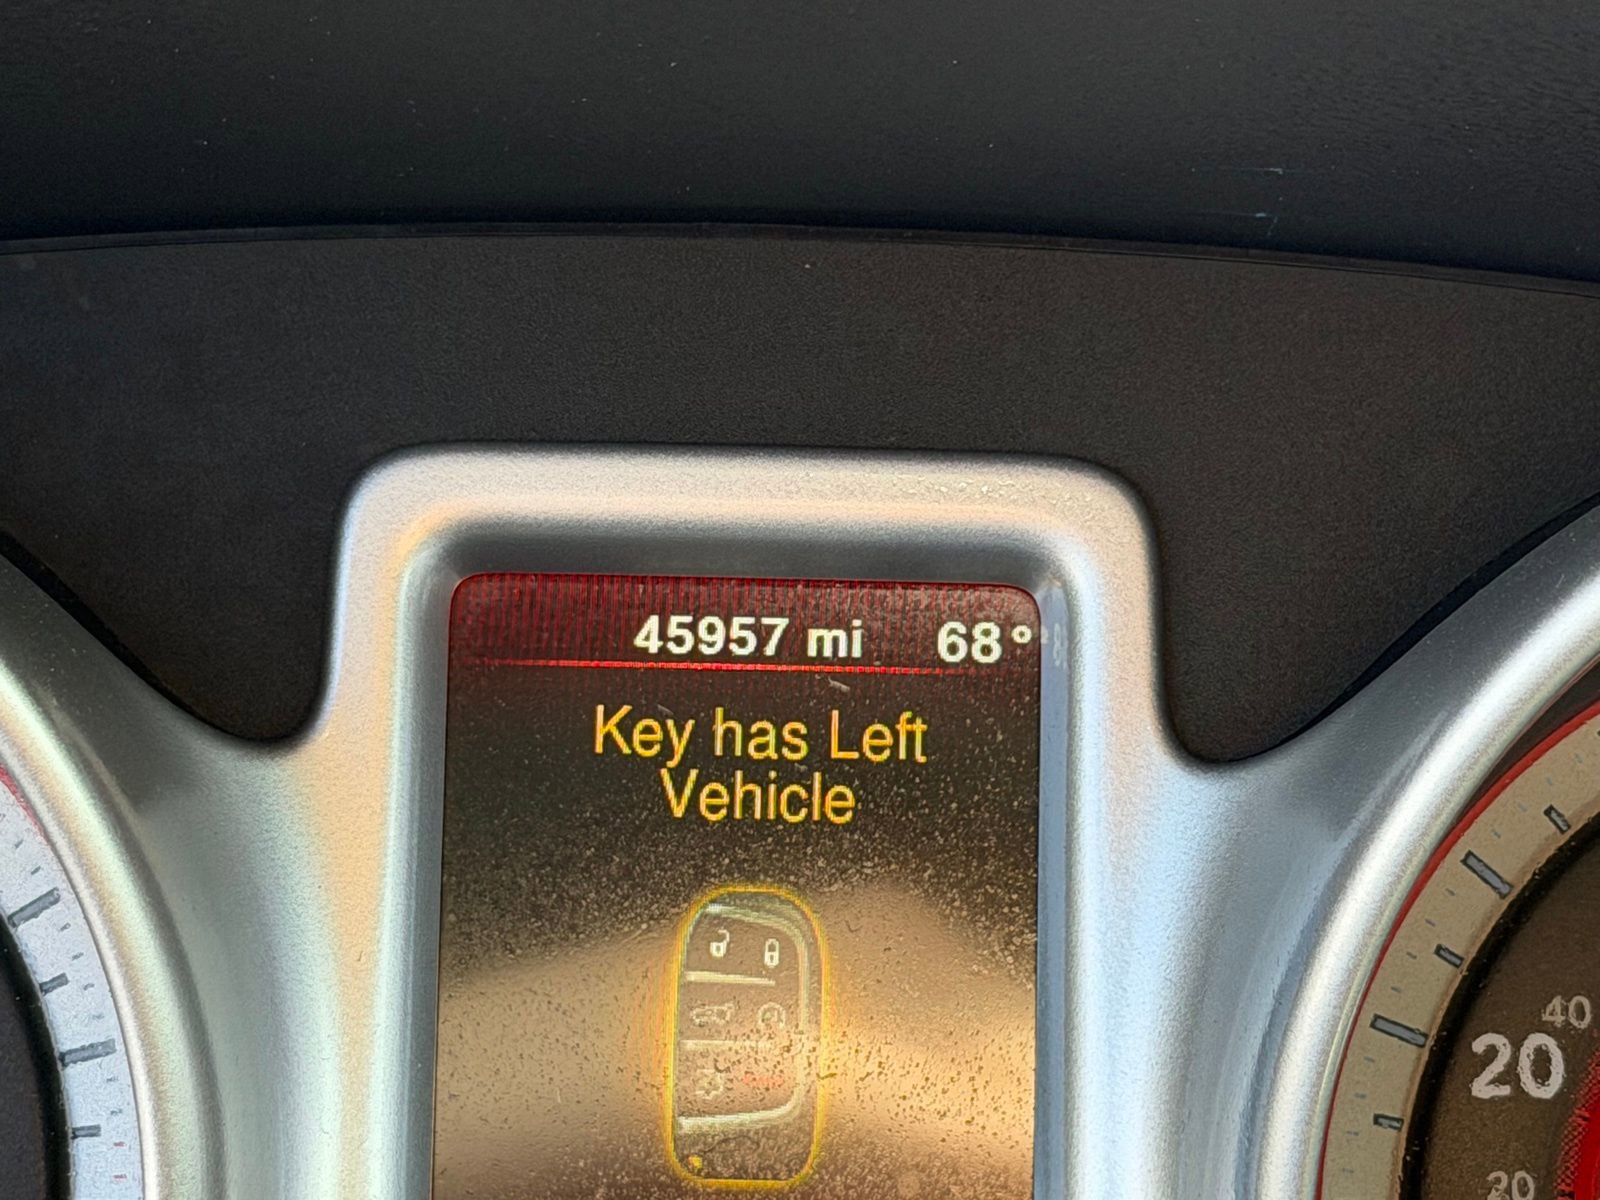 45957 mi 68°
Key has Left
Vehicle
40
20